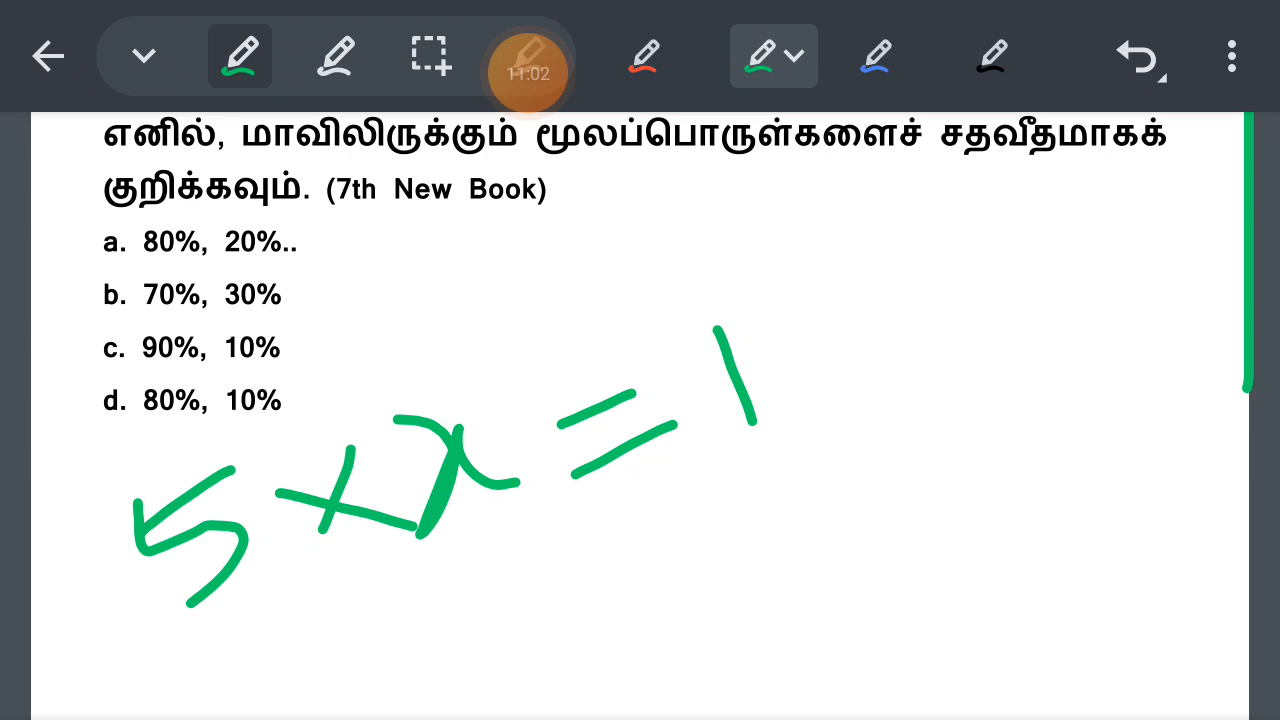 11:02
எனில், மாவிலிருக்கும் மூலப்பொருள்களைச் சதவீதமாகக்
குறிக்கவும். (7th New Book)
a. 80%, 20%..
b. 70%, 30%
c. 90%, 10%
d. 80%, 10%
5 + x = 1